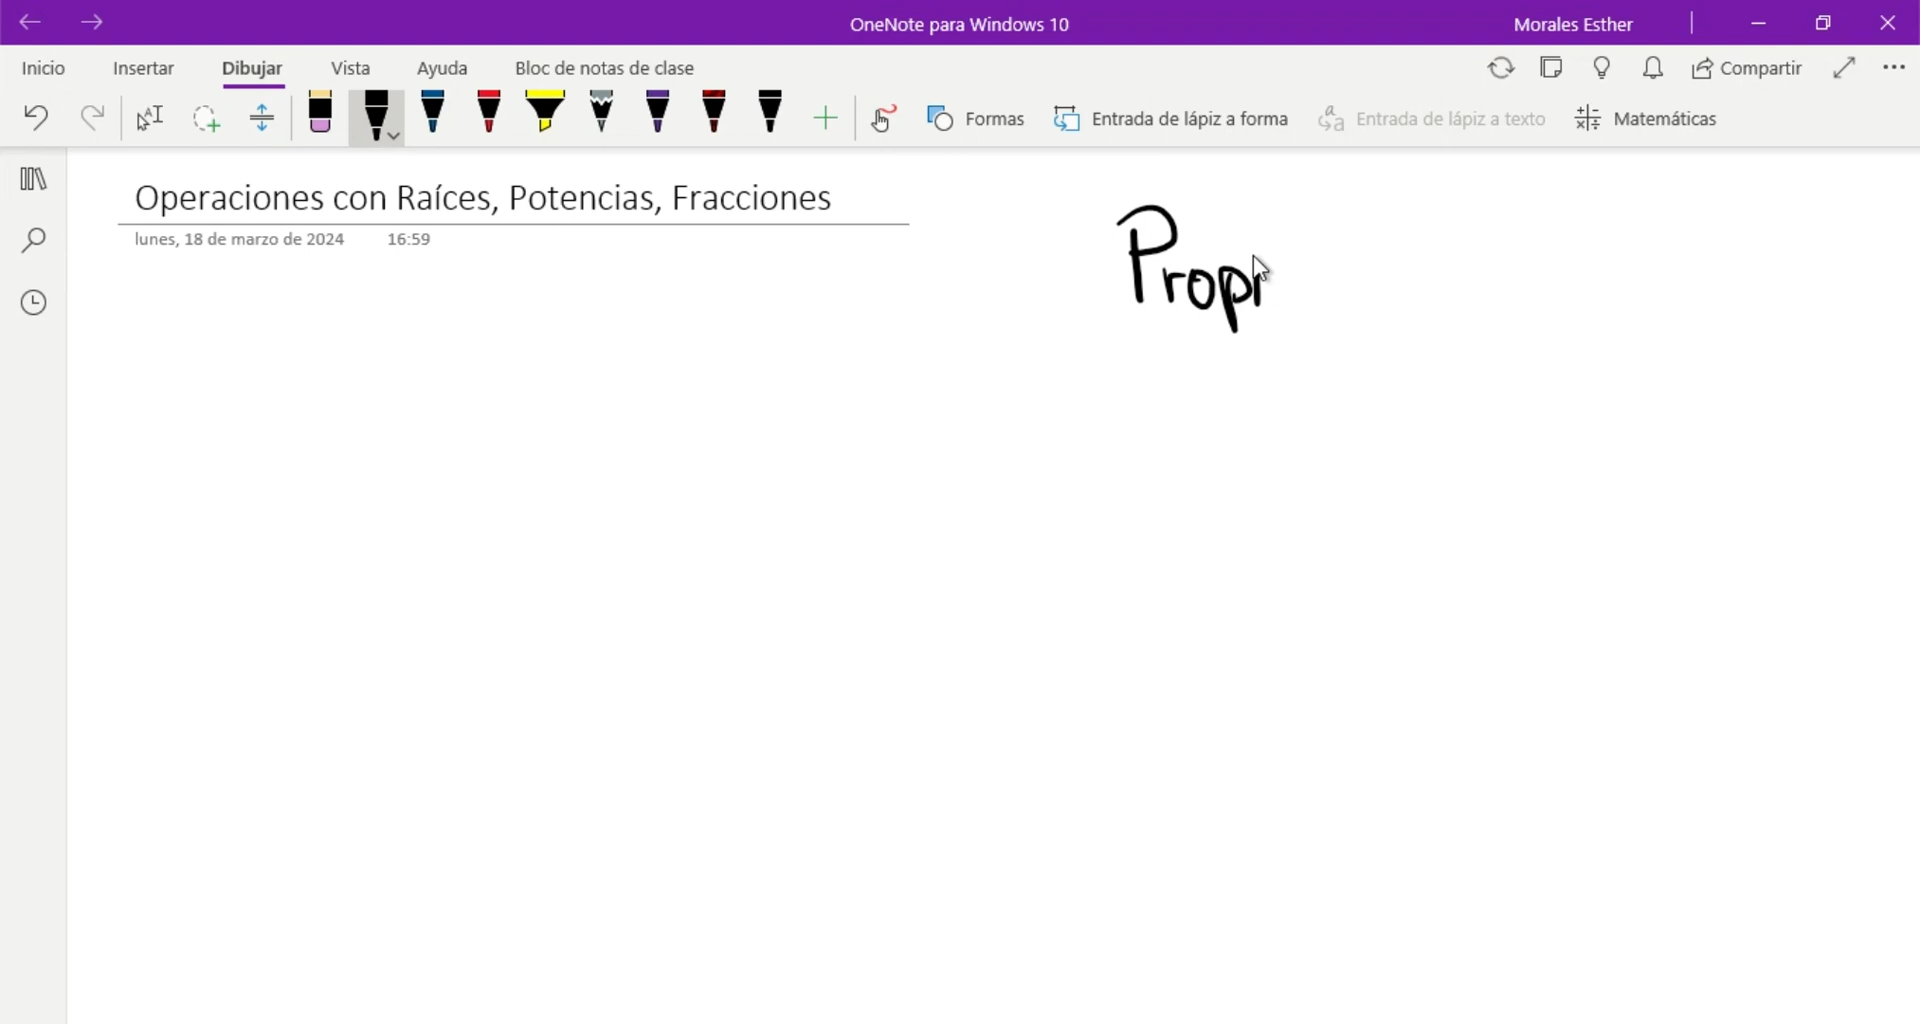 OneNote para Windows 10
Morales Esther
Inicio Insertar Dibujar Vista Ayuda Bloc de notas de clase Compartir
Formas Entrada de lápiz a forma Entrada de lápiz a texto Matemáticas
Operaciones con Raíces, Potencias, Fracciones
lunes, 18 de marzo de 2024 16:59
Propi